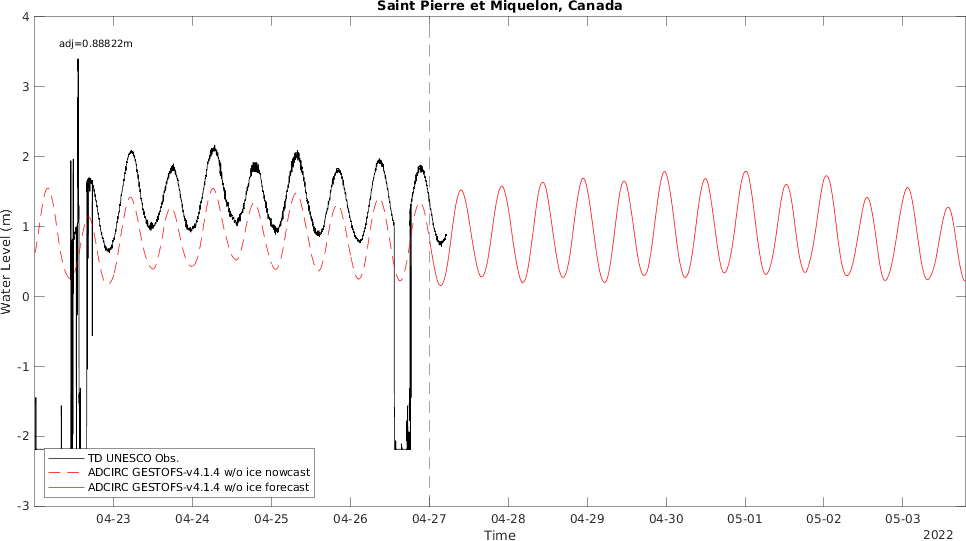 Saint Pierre et Miquelon, Canada
adj=0.88822m
4
3
2
1
0
-1
-2
-3
Water Level (m)
TD UNESCO Obs.
ADCIRC GESTOFS-v4.1.4 w/o ice nowcast
ADCIRC GESTOFS-v4.1.4 w/o ice forecast
04-23 04-24 04-25 04-26 04-27 04-28 04-29 04-30 05-01 05-02 05-03
Time
2022